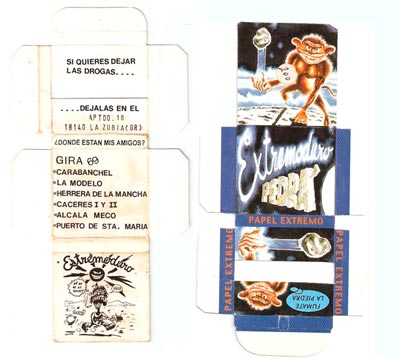 SI QUIERES DEJAR
LAS DROGAS....
....DEJALAS EN EL
APTDO.18
18140 LA ZUBIA(GR)
¿DONDE ESTAN MIS AMIGOS?
GIRA
CARABANCHEL
LA MODELO
HERRERA DE LA MANCHA
CACERES I Y II
ALCALA MECO
PUERTO DE STA. MARIA
Extremoduro
Extremoduro
PIEDRA
PAPEL EXTREMO
PAPEL EXTREMO
PAPEL EXTREMO
FUMATE
LA PIEDRA